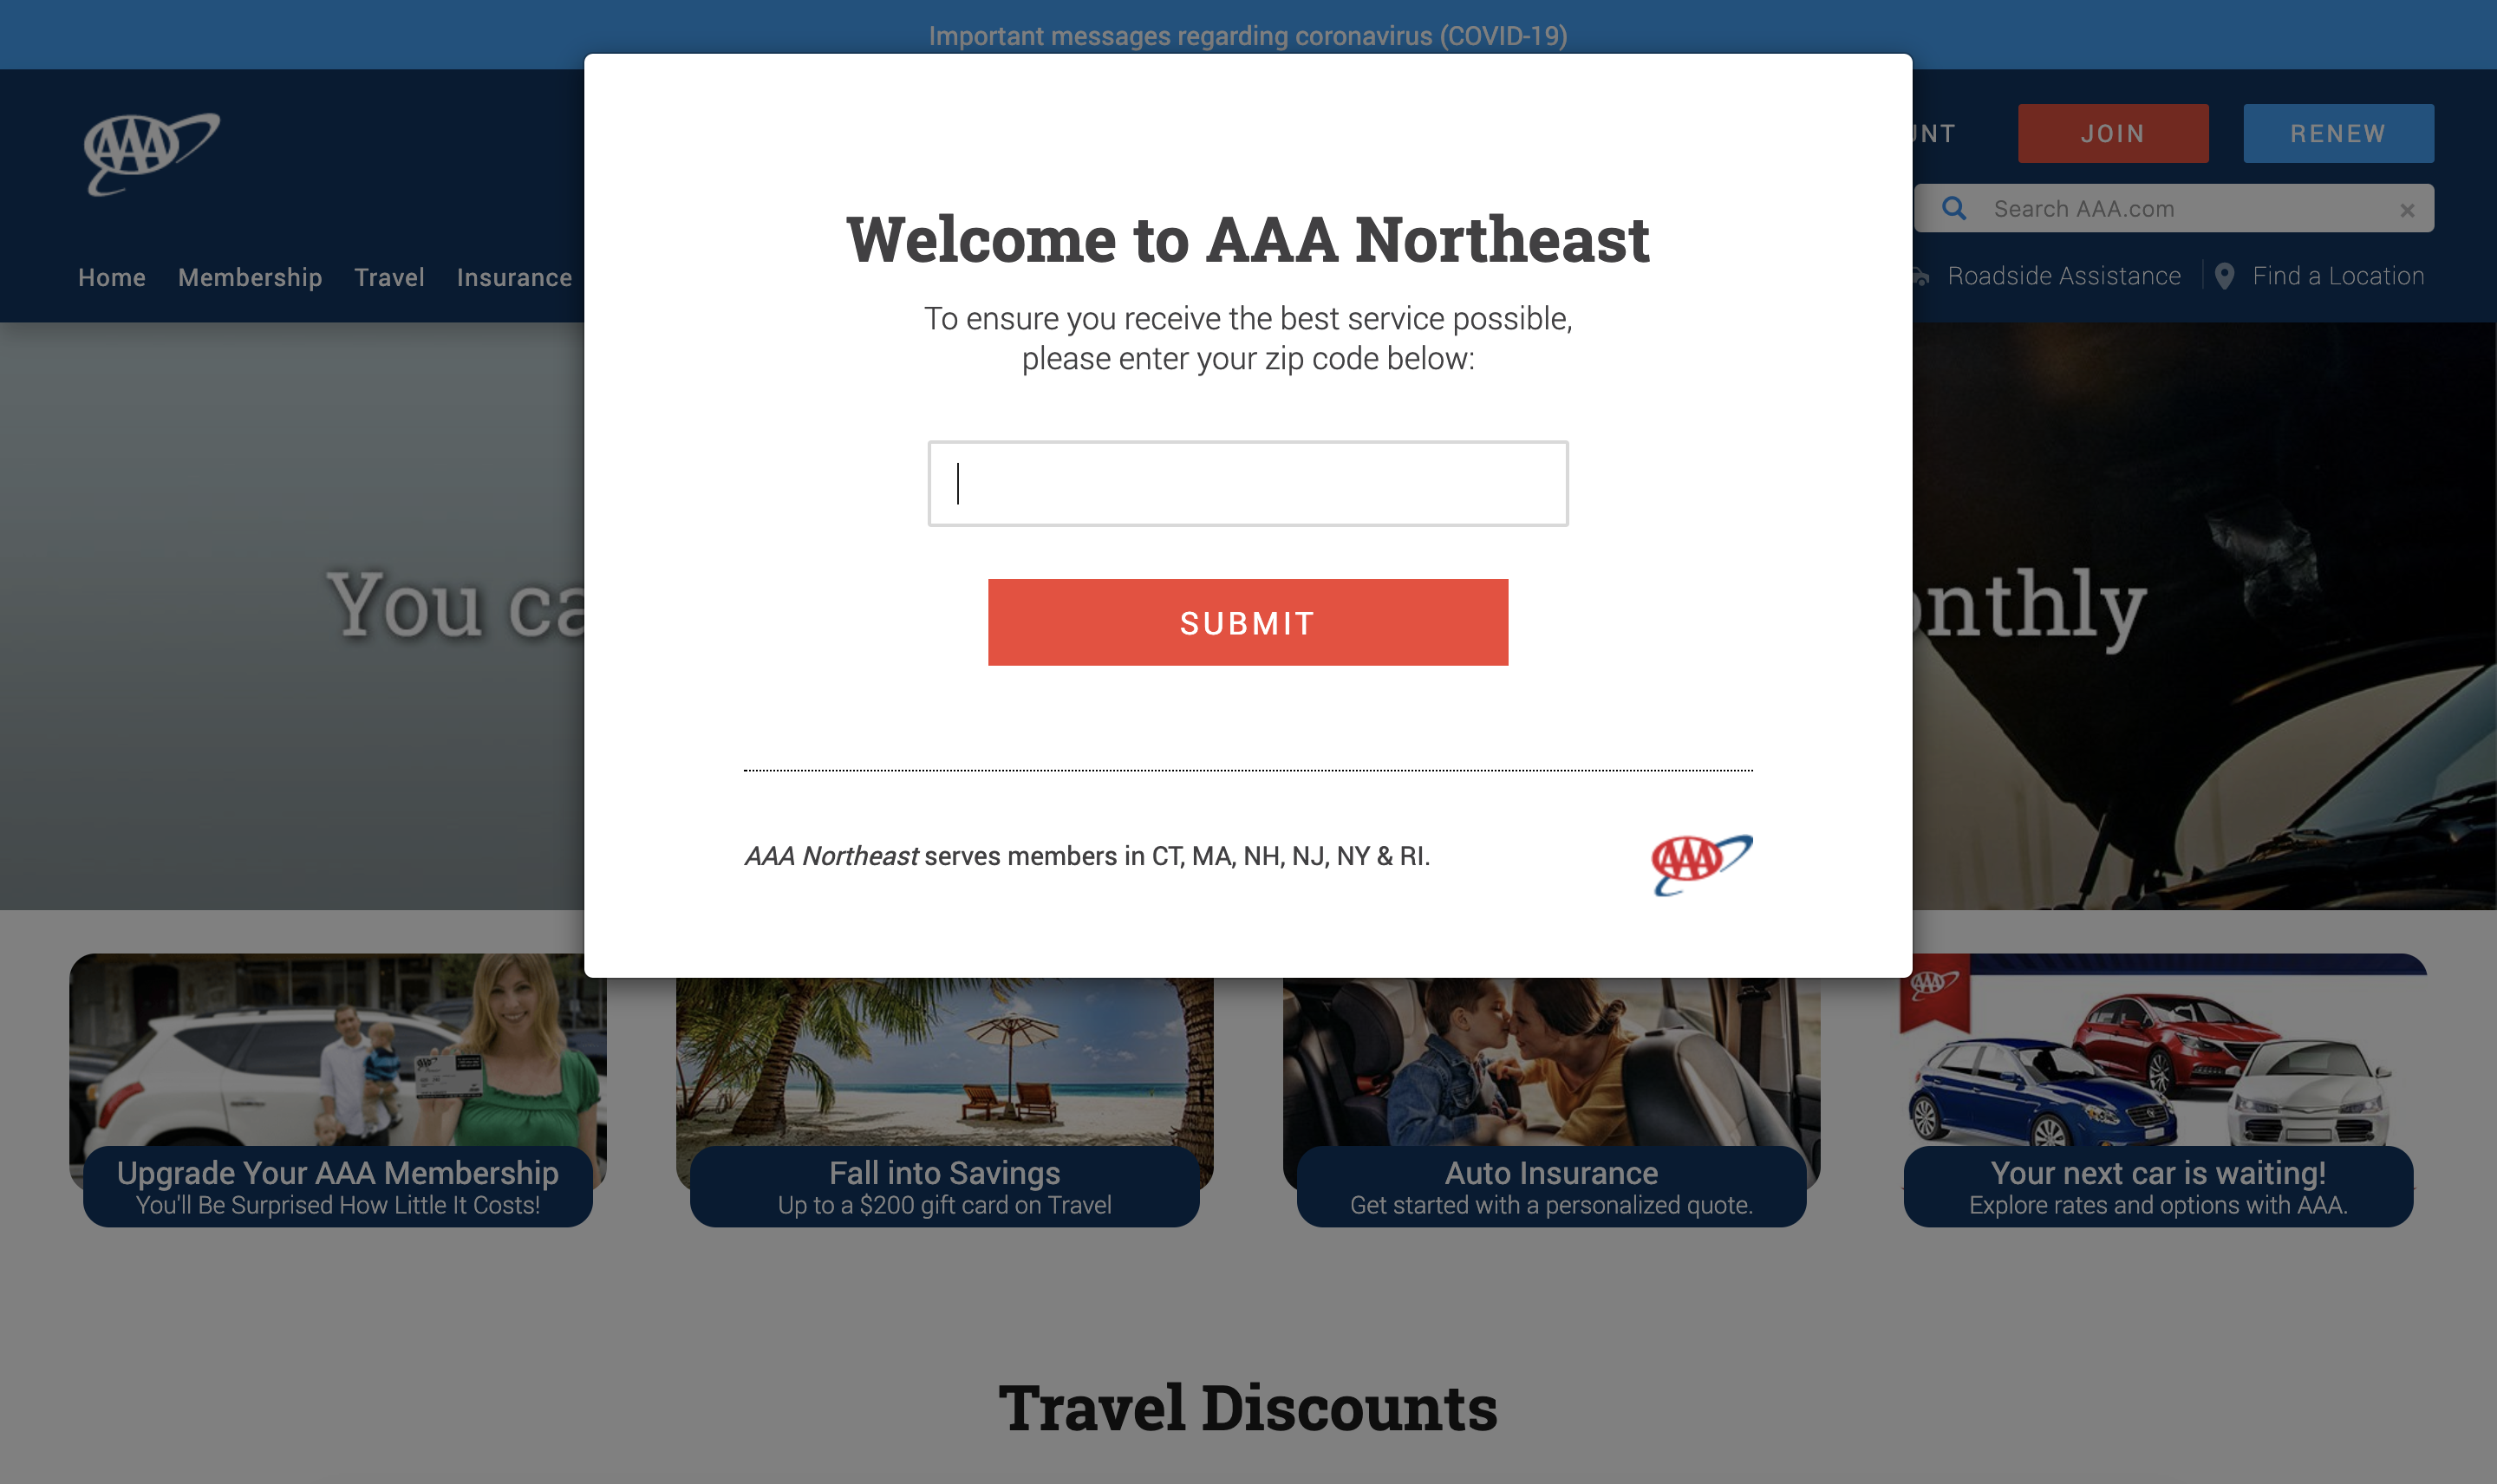 Important messages regarding coronavirus (COVID-19)
AAA
JOIN
RENEW
Search AAA.com
Home
Membership
Travel
Insurance
Roadside Assistance
Find a Location
Welcome to AAA Northeast
To ensure you receive the best service possible,
please enter your zip code below:
SUBMIT
AAA Northeast serves members in CT, MA, NH, NJ, NY & RI.
AAA
You
AAA
AAA
Upgrade Your AAA Membership
You'll Be Surprised How Little It Costs!
Fall into Savings
Up to a $200 gift card on Travel
Auto Insurance
Get started with a personalized quote.
Your next car is waiting!
Explore rates and options with AAA.
Travel Discounts